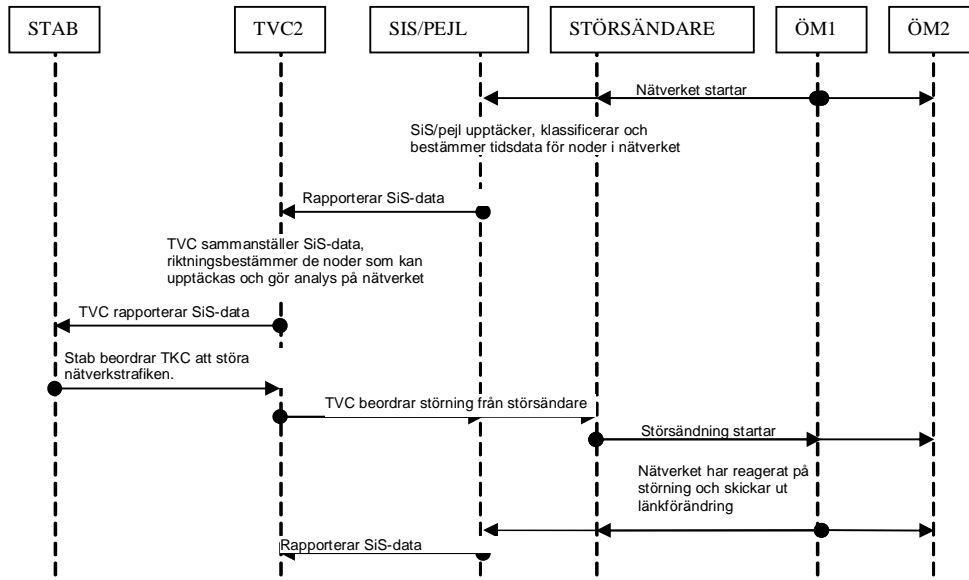 STAB
TVC2
SIS/PEJL
STÖRSÄNDARE
ÖM1
ÖM2
Nätverket startar
SiS/pejl upptäcker, klassificerar och
bestämmer tidsdata för noder i nätverket
Rapporterar SiS-data
TVC sammanställer SiS-data,
riktningsbestämmer de noder som kan
upptäckas och gör analys på nätverket
TVC rapporterar SiS-data
Stab beordrar TKC att störa
nätverkstrafiken.
TVC beordrar störning från störsändare
Störsändning startar
Nätverket har reagerat på
störning och skickar ut
länkförändring
Rapporterar SiS-data